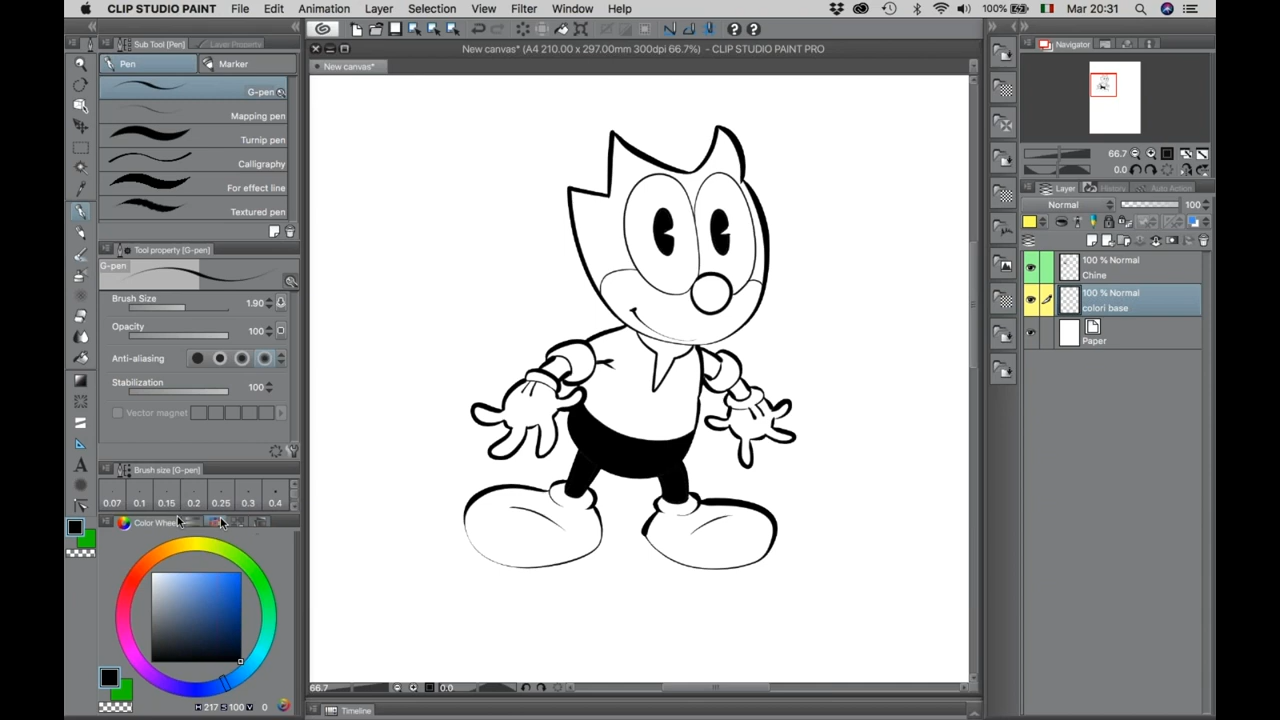 CLIP STUDIO PAINT File Edit Animation Layer Selection View Filter Window Help 100% Mar 20:31
New canvas* (A4 210.00 x 297.00mm 300dpi 66.7%) - CLIP STUDIO PAINT PRO
Sub Tool [Pen] Layer Property
Navigator
Pen Marker
New canvas*
G-pen
Mapping pen
Turnip pen
Calligraphy
For effect line
Textured pen
66.7
0.0
Layer History Auto Action
Normal 100
Tool property [G-pen]
G-pen
Brush Size 1.90
Opacity 100
Anti-aliasing
Stabilization 100
Vector magnet
100 % Normal
Chine
100 % Normal
colori base
Paper
Brush size [G-pen]
0.07 0.1 0.15 0.2 0.25 0.3 0.4
Color Wheel
A
H 217 S 100 V 0
66.7 0.0
Timeline